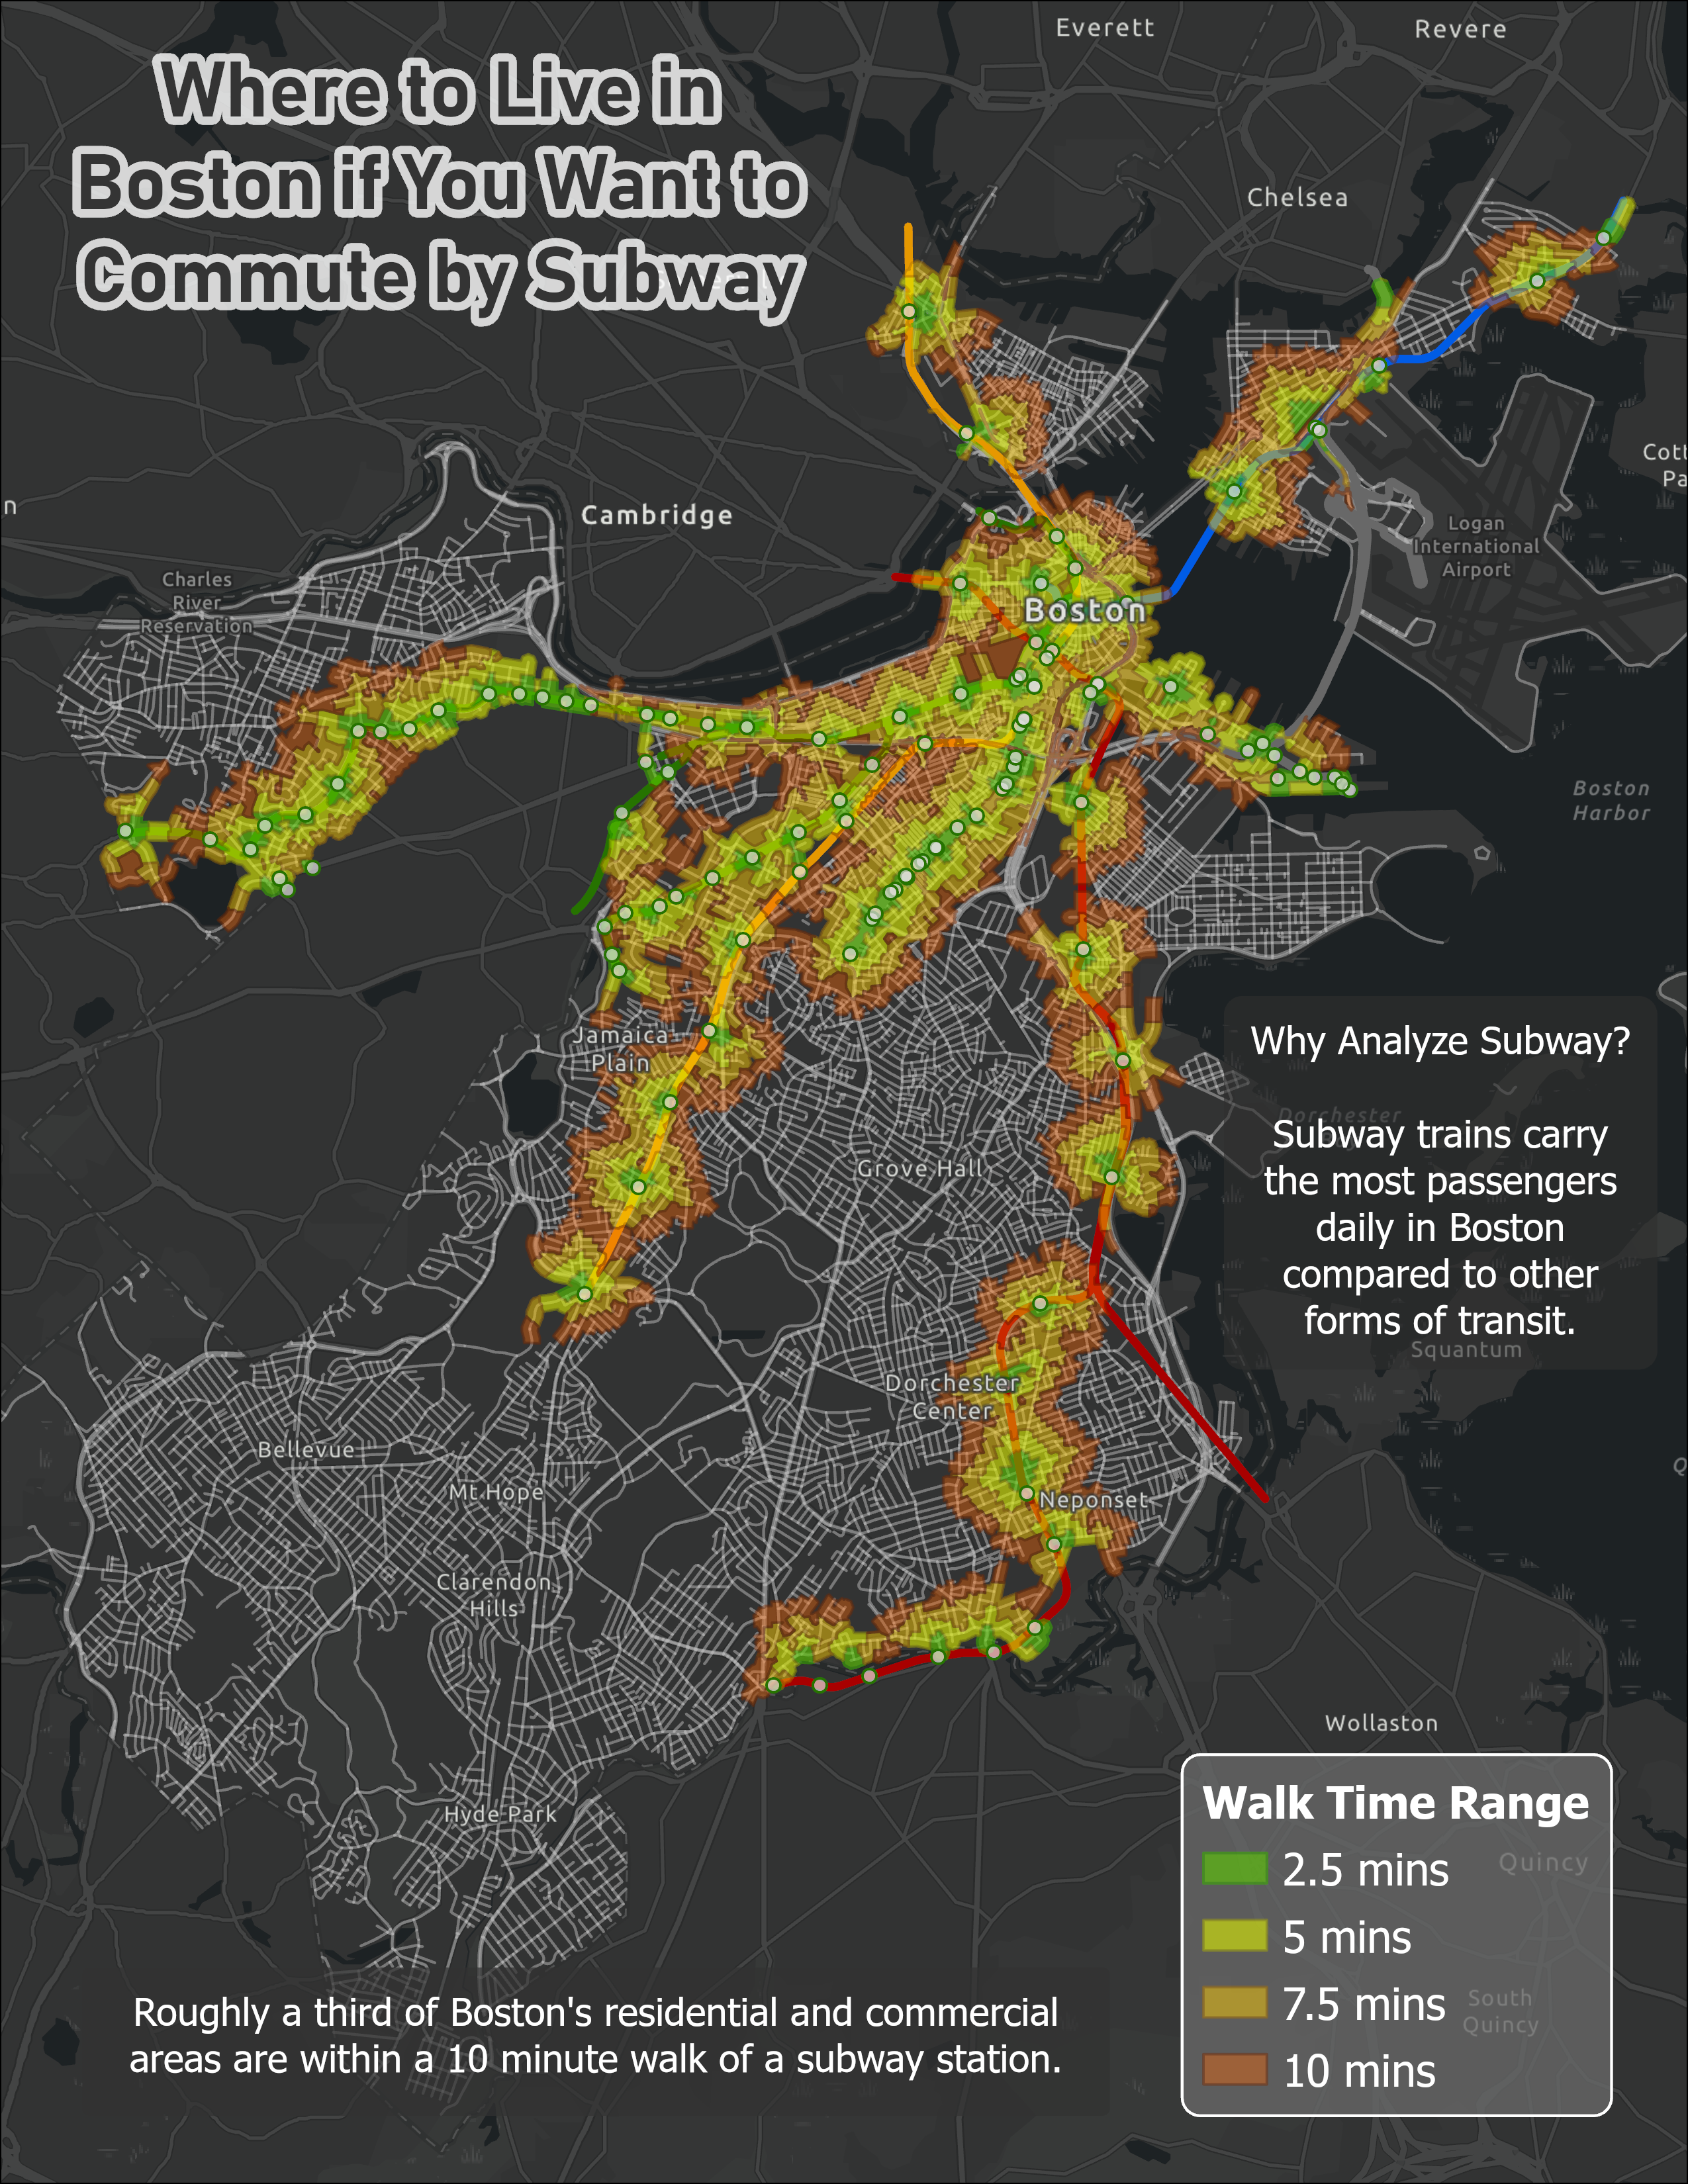 Where to Live in
Boston if You Want to
Commute by Subway
Everett
Revere
Chelsea
Cambridge
Charles
River
Reservation
Logan
International
Airport
Boston
Boston
Harbor
Jamaica
Plain
Why Analyze Subway?
Subway trains carry
the most passengers
daily in Boston
compared to other
forms of transit.
Dorchester
Squantum
Grove Hall
Dorchester
Center
Bellevue
Mt Hope
Neponset
Clarendon
Hills
Wollaston
Hyde Park
Walk Time Range
2.5 mins
5 mins
7.5 mins
10 mins
Quincy
South
Quincy
Roughly a third of Boston's residential and commercial
areas are within a 10 minute walk of a subway station.